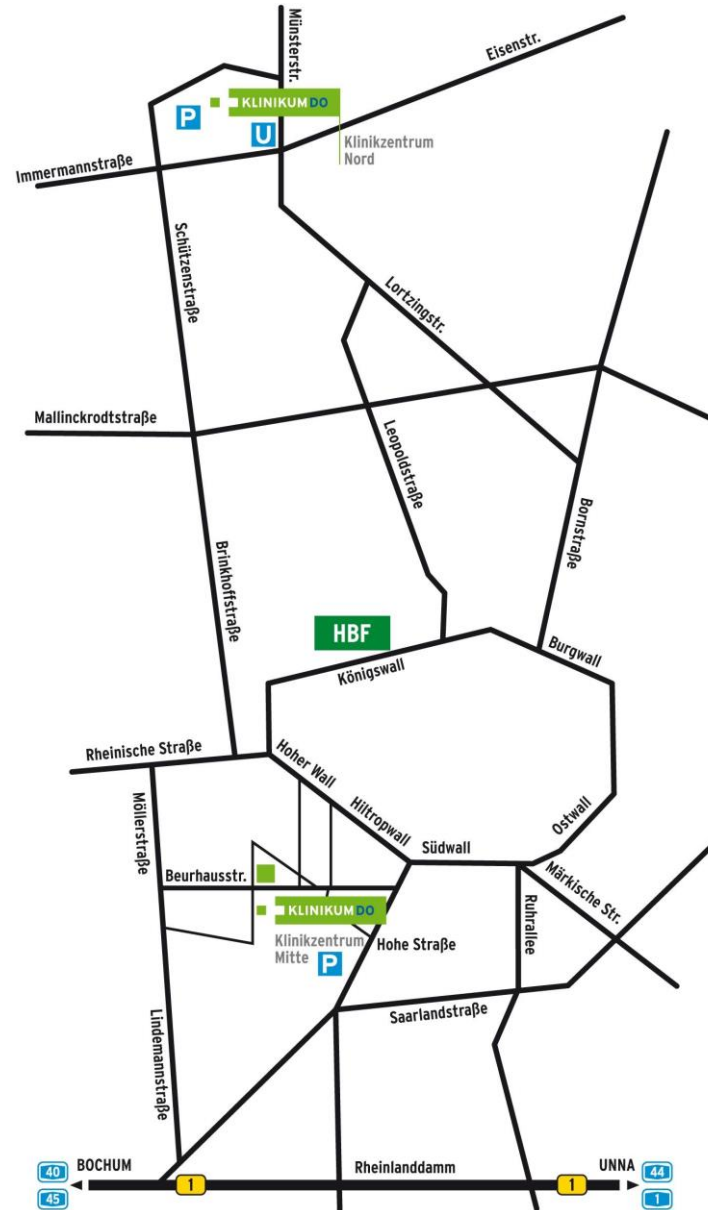 Münsterstr.
Eisenstr.
KLINIKUMDO
P
U
Klinikzentrum
Nord
Immermannstraße
Schützenstraße
Lortzingstr.
Mallinckrodtstraße
Leopoldstraße
Bornstraße
Brinkhoffstraße
HBF
Burgwall
Königswall
Rheinische Straße
Hoher Wall
Hiltropwall
Ostwall
Südwall
Möllerstraße
Beurhausstr.
Märkische Str.
Ruhrallee
KLINIKUMDO
Klinikzentrum
Mitte
P
Hohe Straße
Saarlandstraße
Lindemannstraße
40
BOCHUM
Rheinlanddamm
UNNA
44
45
1
1
1